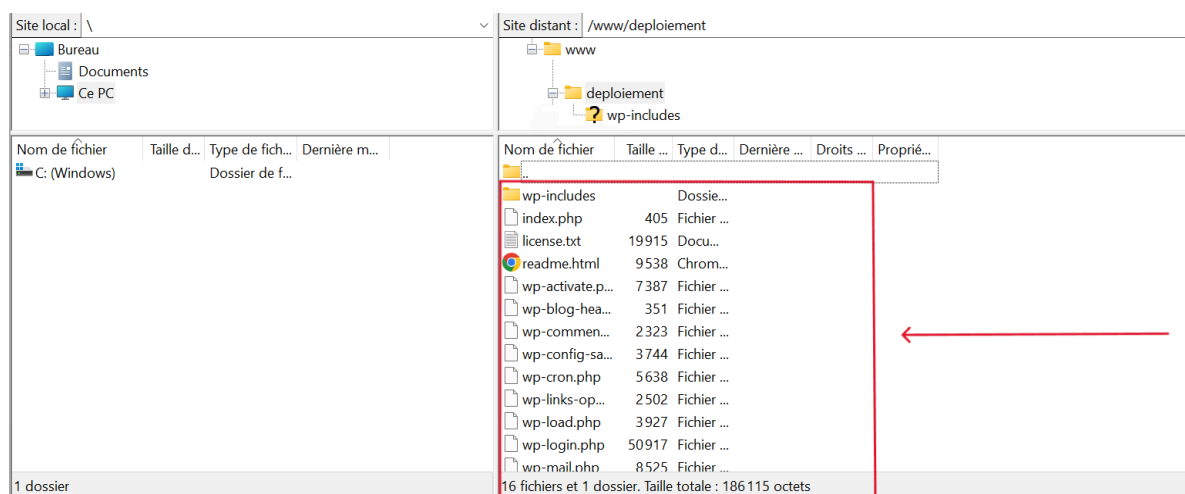 Site local : \
Bureau
Documents
Ce PC
Nom de fichier Taille d... Type de fich... Dernière m...
C: (Windows) Dossier de f...
1 dossier
Site distant : /www/deploiement
www
deploiement
? wp-includes
Nom de fichier Taille ... Type d... Dernière ... Droits ... Proprié...
..
wp-includes Dossie...
index.php 405 Fichier ...
license.txt 19915 Docu...
readme.html 9538 Chrom...
wp-activate.p... 7387 Fichier ...
wp-blog-hea... 351 Fichier ...
wp-commen... 2323 Fichier ...
wp-config-sa... 3744 Fichier ...
wp-cron.php 5638 Fichier ...
wp-links-op... 2502 Fichier ...
wp-load.php 3927 Fichier ...
wp-login.php 50917 Fichier ...
wp-mail.php 8525 Fichier ...
16 fichiers et 1 dossier. Taille totale : 186115 octets